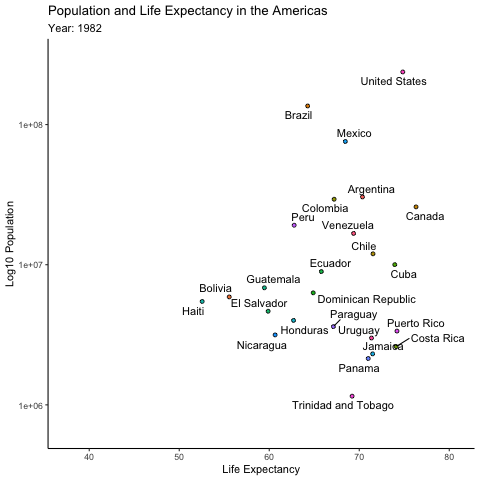 Population and Life Expectancy in the Americas
Year: 1982
United States
Brazil
Mexico
1e+08
Argentina
Colombia
Peru
Canada
Venezuela
Chile
Ecuador
1e+07
Cuba
Guatemala
Bolivia
El Salvador
Dominican Republic
Haiti
Paraguay
Honduras
Uruguay
Puerto Rico
Costa Rica
Nicaragua
Jamaica
Panama
1e+06
Trinidad and Tobago
Log10 Population
40
50
60
70
80
Life Expectancy